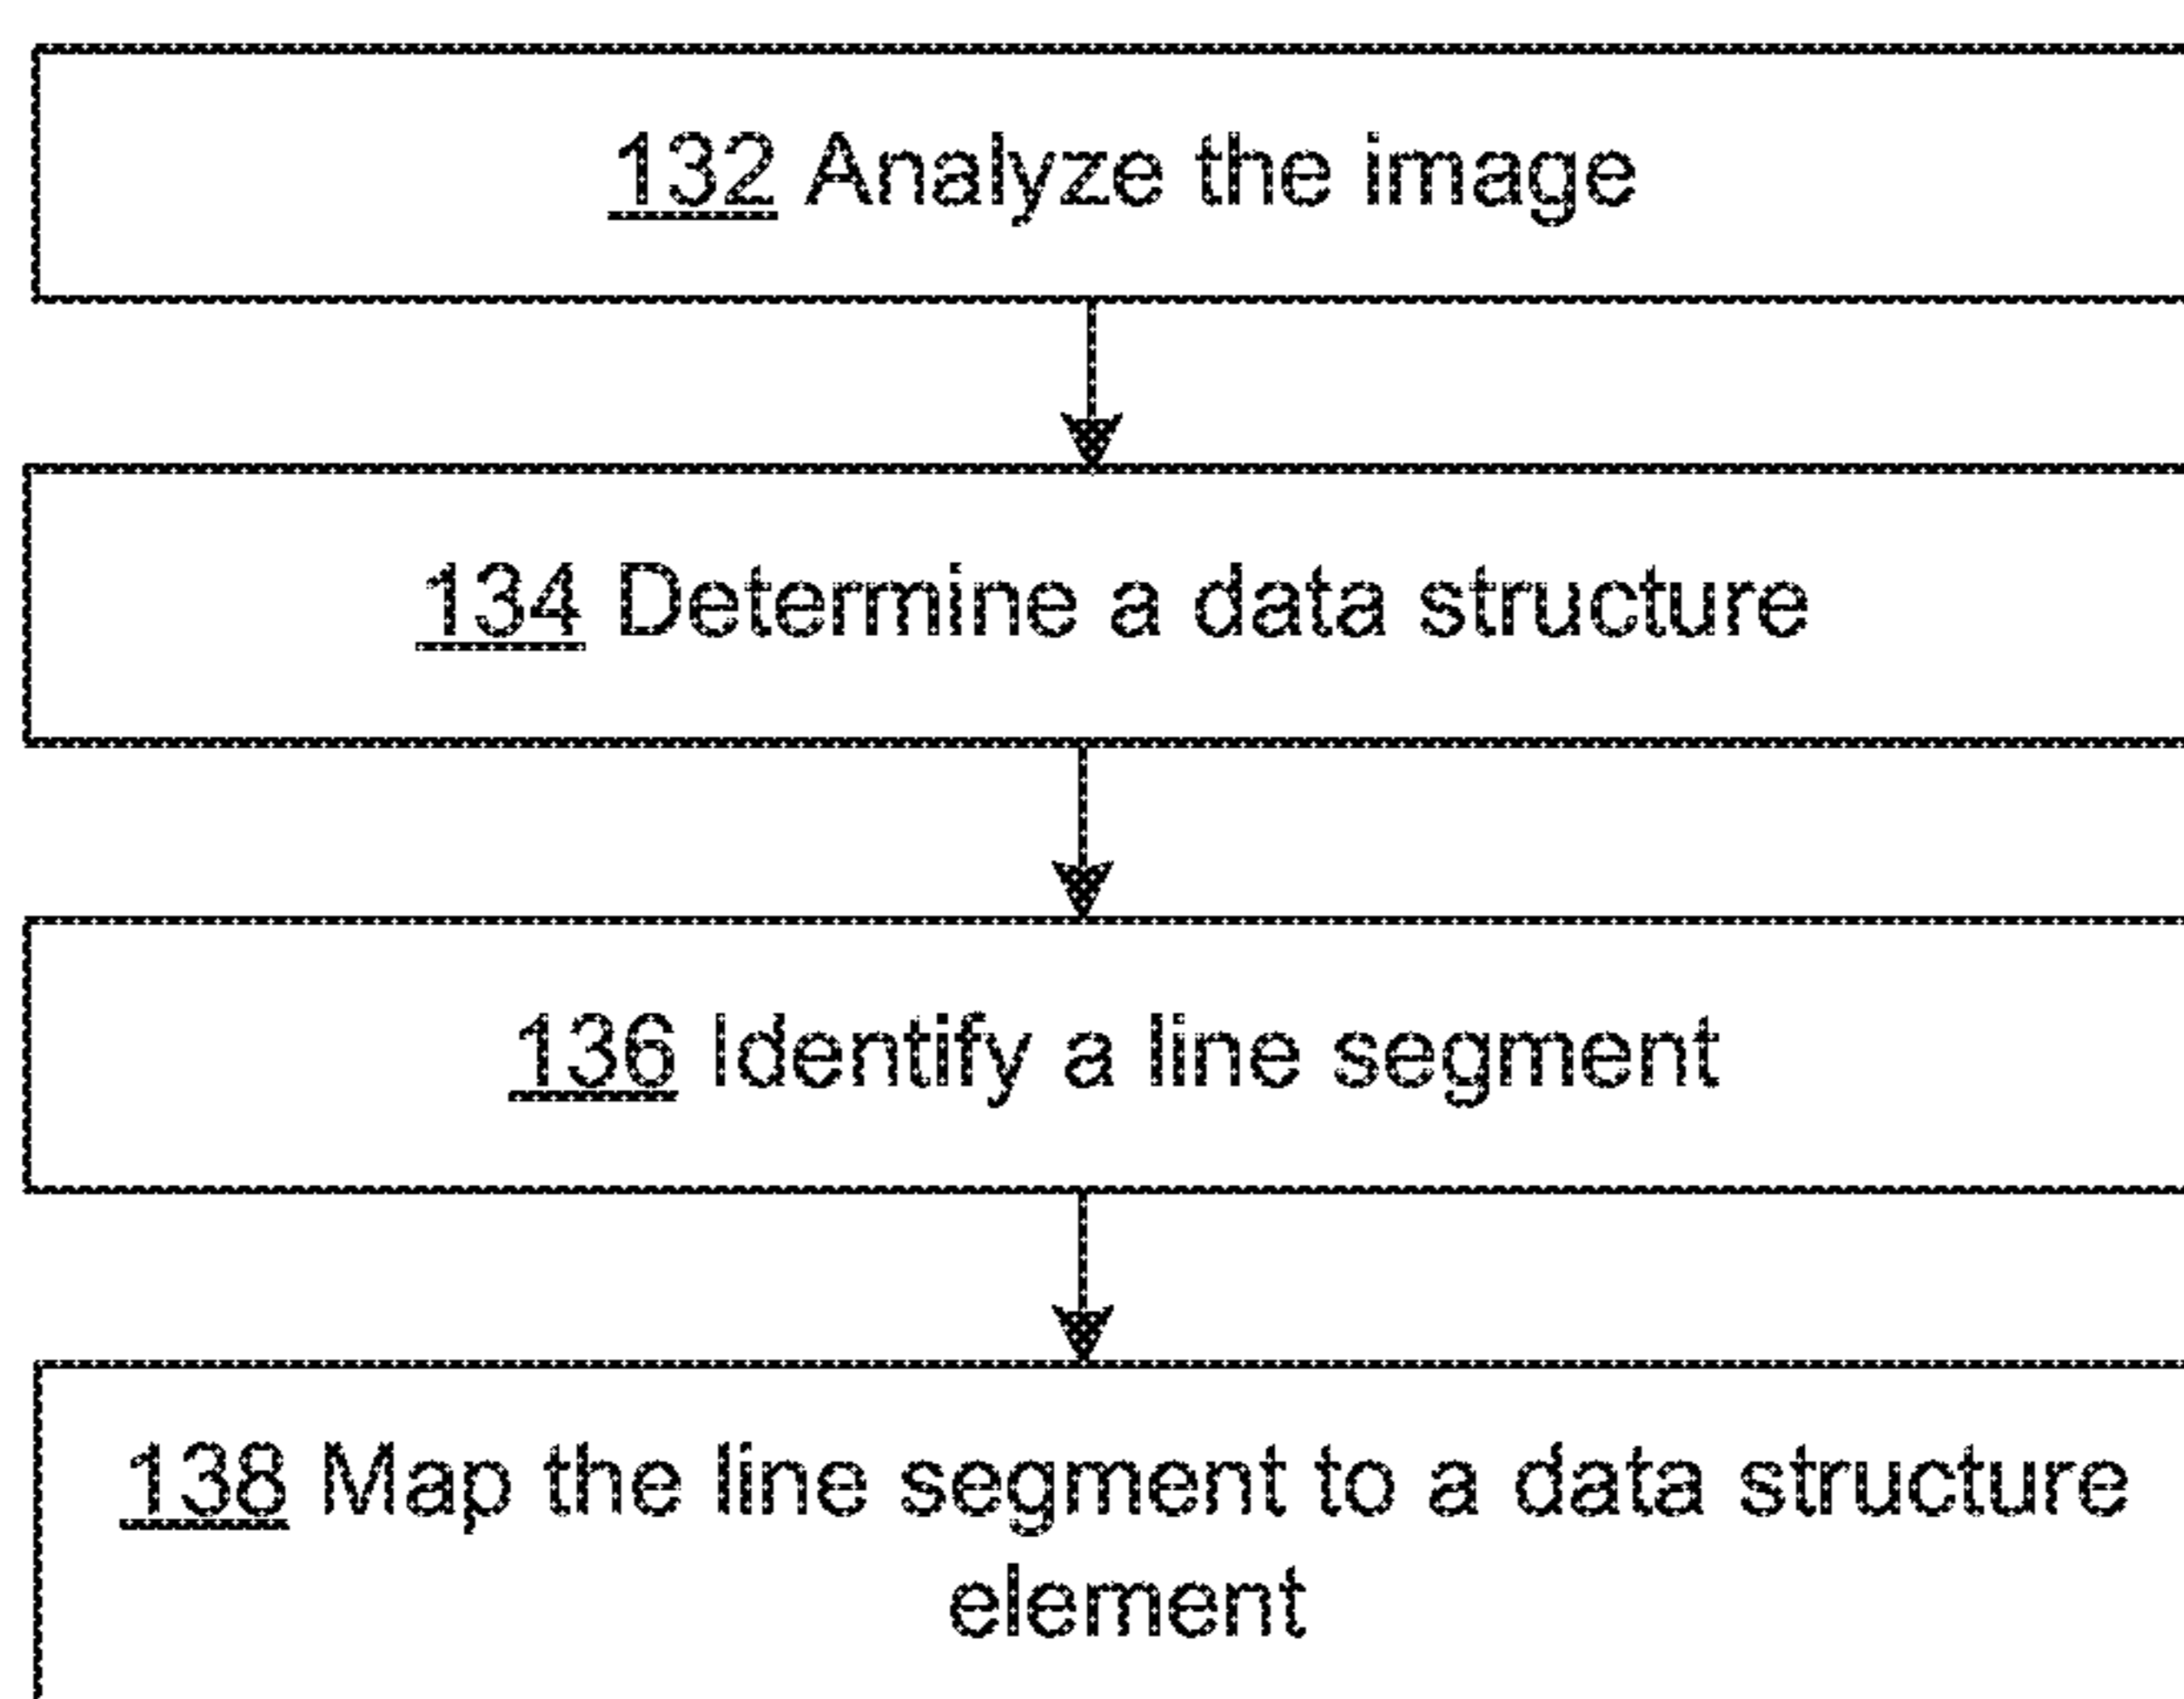 132 Analyze the image
134 Determine a data structure
136 Identify a line segment
138 Map the line segment to a data structure
element